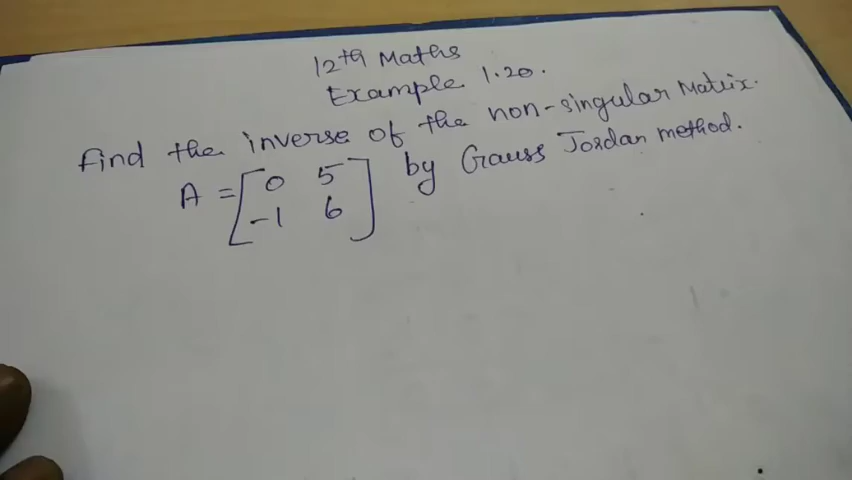 12th Maths
Example 1.20.
Find the inverse of the non-singular Matrix.
A = [0 5
-1 6] by Gauss Jordan method.